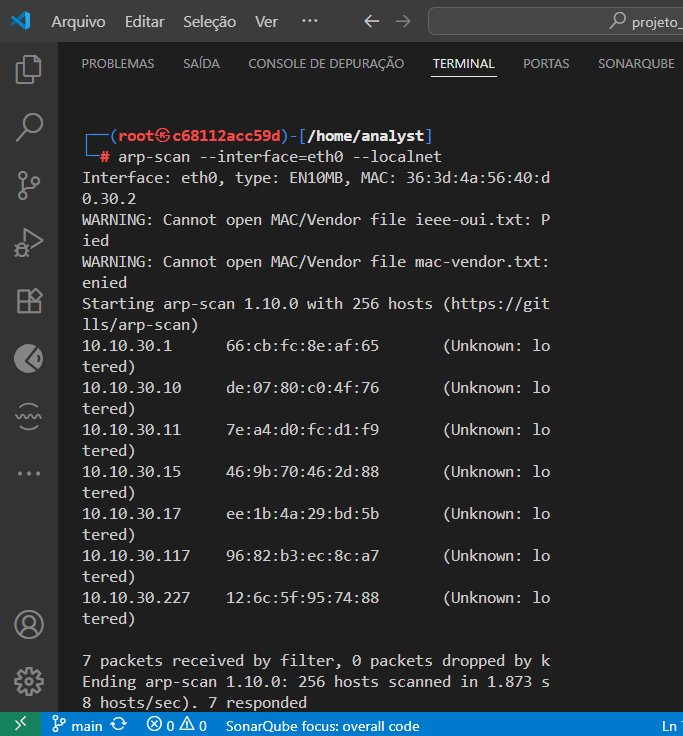 Arquivo Editar Seleção Ver ··· ← → projeto_
PROBLEMAS SAÍDA CONSOLE DE DEPURAÇÃO TERMINAL PORTAS SONARQUBE
┌──(root㉿c68112acc59d)-[/home/analyst]
└─# arp-scan --interface=eth0 --localnet
Interface: eth0, type: EN10MB, MAC: 36:3d:4a:56:40:d
0.30.2
WARNING: Cannot open MAC/Vendor file ieee-oui.txt: P
ied
WARNING: Cannot open MAC/Vendor file mac-vendor.txt:
enied
Starting arp-scan 1.10.0 with 256 hosts (https://git
lls/arp-scan)
10.10.30.1 66:cb:fc:8e:af:65 (Unknown: lo
tered)
10.10.30.10 de:07:80:c0:4f:76 (Unknown: lo
tered)
10.10.30.11 7e:a4:d0:fc:d1:f9 (Unknown: lo
tered)
10.10.30.15 46:9b:70:46:2d:88 (Unknown: lo
tered)
10.10.30.17 ee:1b:4a:29:bd:5b (Unknown: lo
tered)
10.10.30.117 96:82:b3:ec:8c:a7 (Unknown: lo
tered)
10.10.30.227 12:6c:5f:95:74:88 (Unknown: lo
tered)
7 packets received by filter, 0 packets dropped by k
Ending arp-scan 1.10.0: 256 hosts scanned in 1.873 s
8 hosts/sec). 7 responded
main 0 0 SonarQube focus: overall code Ln